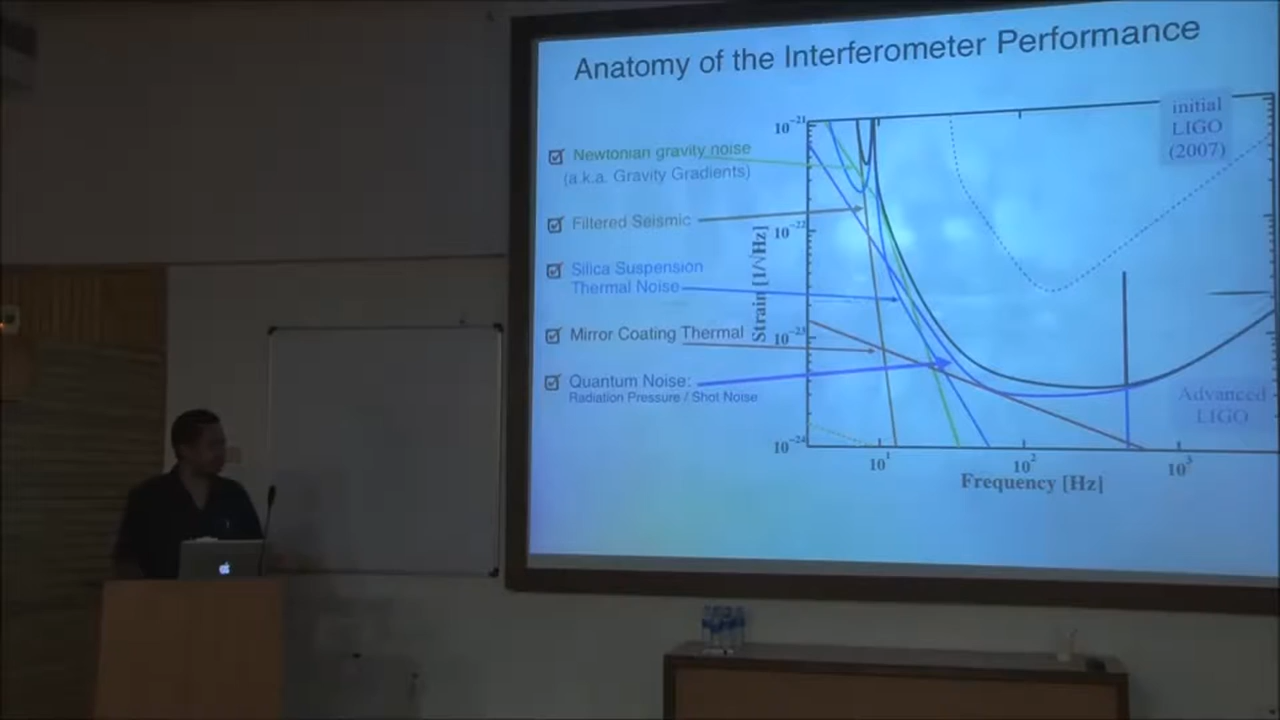 Anatomy of the Interferometer Performance
initial
LIGO
(2007)
10⁻²¹
Newtonian gravity noise
(a.k.a. Gravity Gradients)
Filtered Seismic
10⁻²²
Silica Suspension
Thermal Noise
Strain [1/√Hz]
Mirror Coating Thermal
10⁻²³
Quantum Noise:
Radiation Pressure / Shot Noise
Advanced
LIGO
10⁻²⁴
10¹
10²
10³
Frequency [Hz]